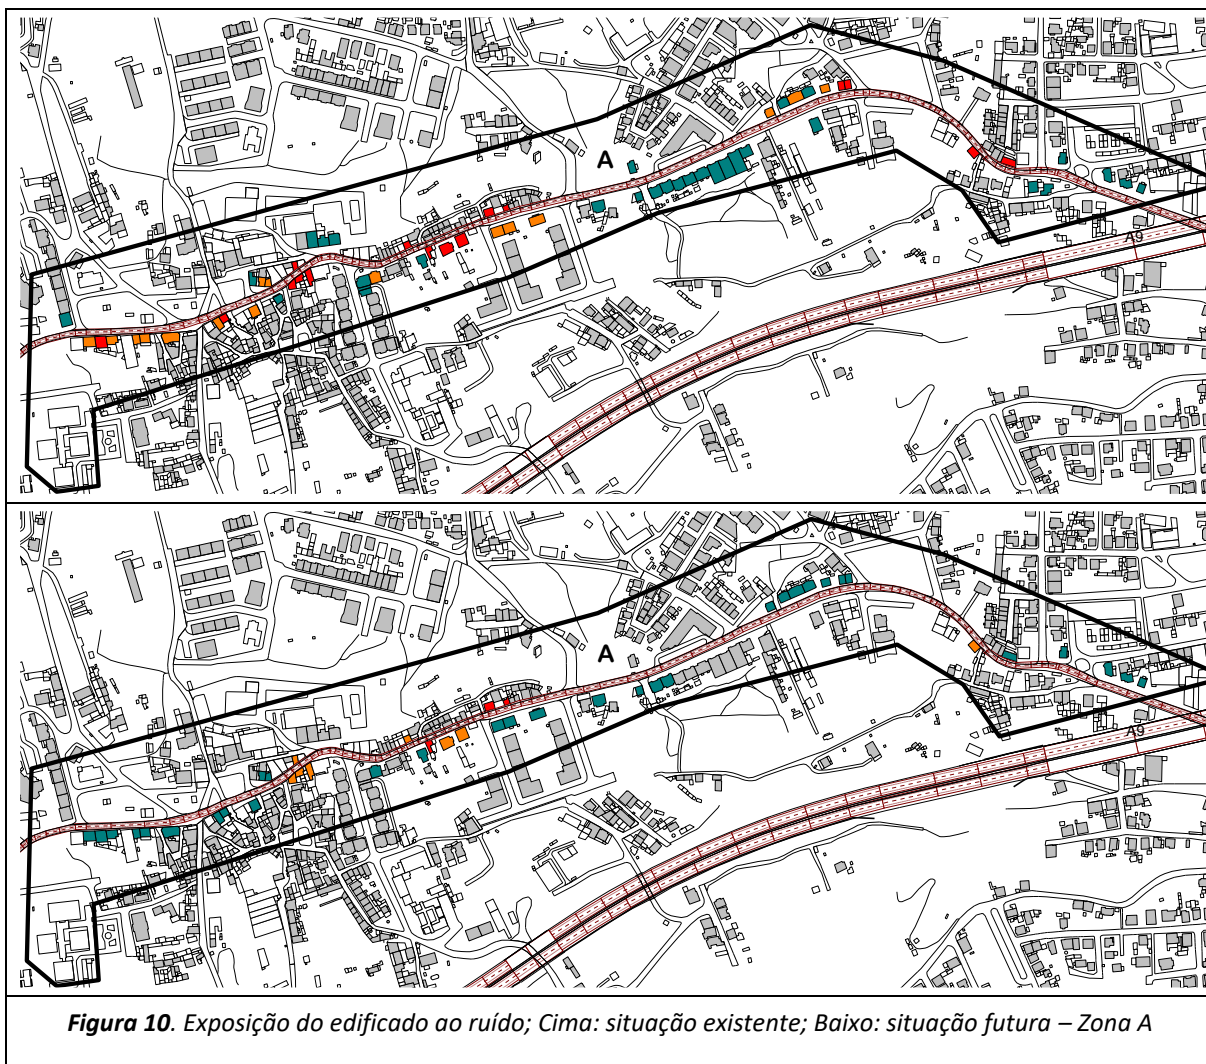 A
A9
A
A9
Figura 10. Exposição do edificado ao ruído; Cima: situação existente; Baixo: situação futura – Zona A